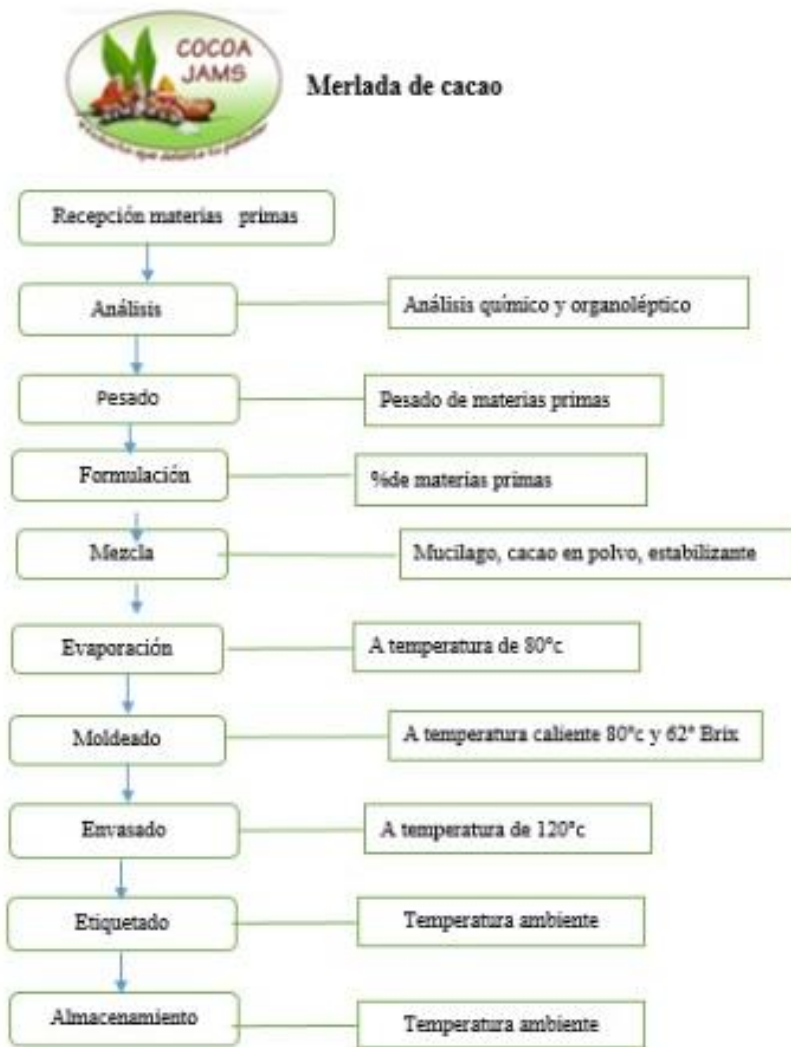 COCOA
JAMS
Merlada de cacao
Recepción materias primas
Análisis
Análisis químico y organoléptico
Pesado
Pesado de materias primas
Formulación
%de materias primas
Mezcla
Mucilago, cacao en polvo, estabilizante
Evaporación
A temperatura de 80°c
Moldeado
A temperatura caliente 80°c y 62° Brix
Envasado
A temperatura de 120°c
Etiquetado
Temperatura ambiente
Almacenamiento
Temperatura ambiente